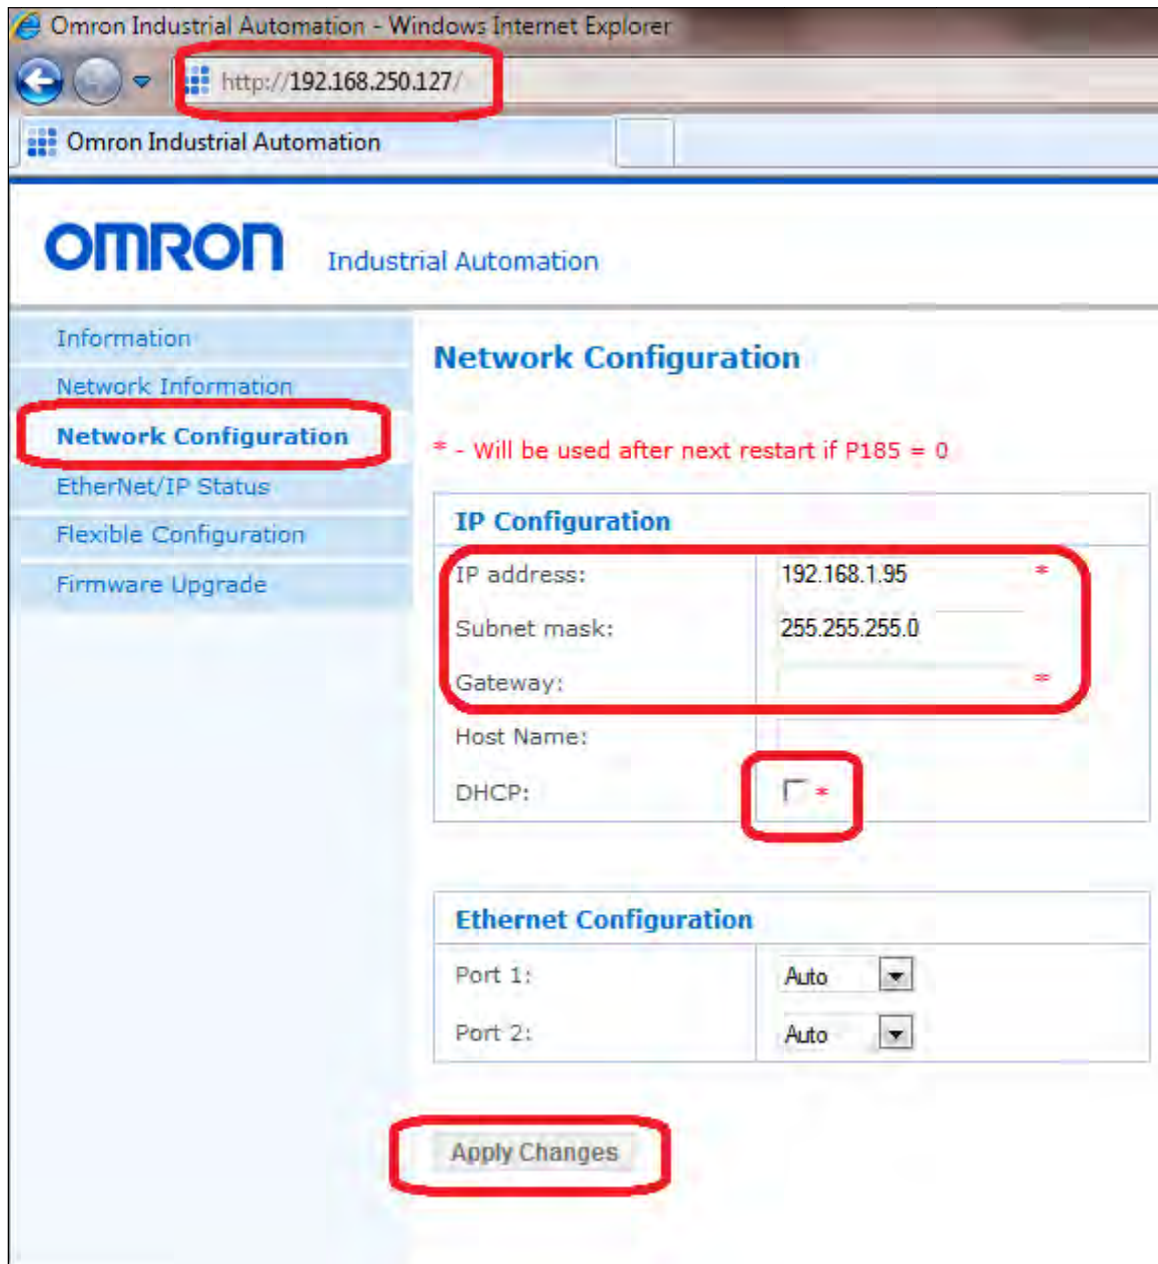 Omron Industrial Automation - Windows Internet Explorer
http://192.168.250.127/
Omron Industrial Automation
OMRON Industrial Automation
Information
Network Information
Network Configuration
EtherNet/IP Status
Flexible Configuration
Firmware Upgrade
Network Configuration
* - Will be used after next restart if P185 = 0
IP Configuration
IP address: 192.168.1.95 *
Subnet mask: 255.255.255.0
Gateway: *
Host Name:
DHCP: *
Ethernet Configuration
Port 1: Auto
Port 2: Auto
Apply Changes